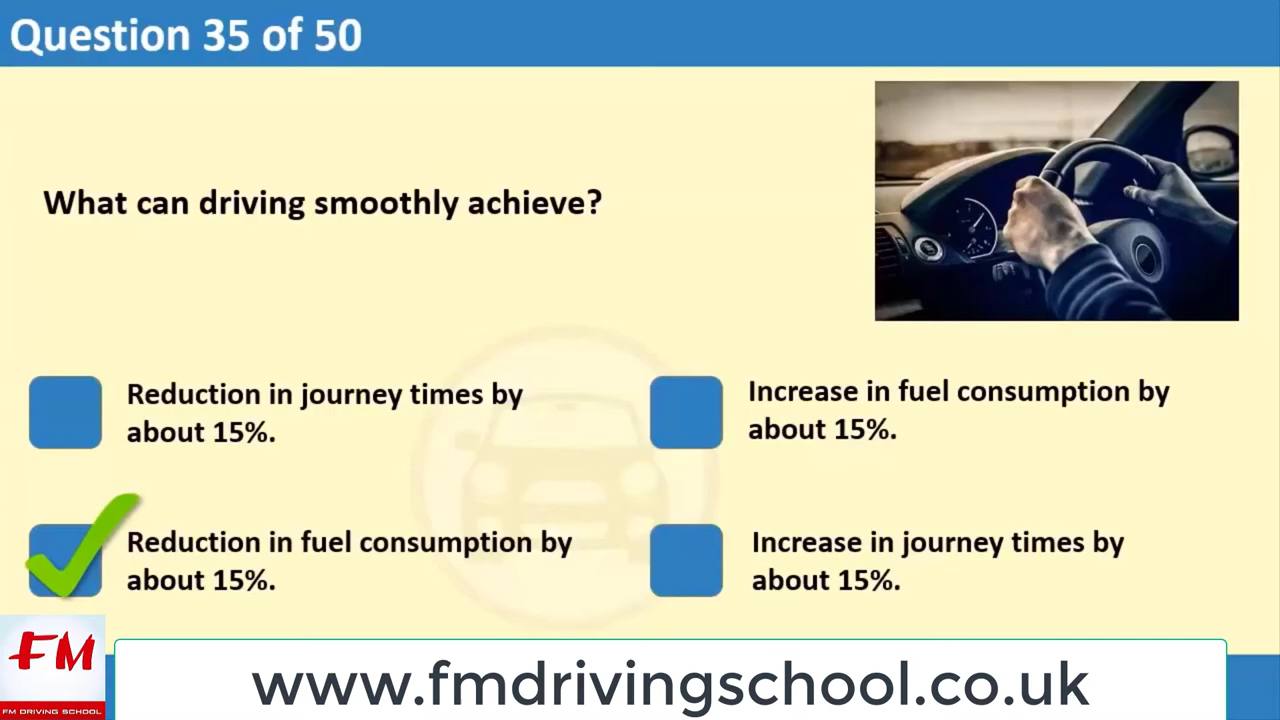 Question 35 of 50
What can driving smoothly achieve?
Reduction in journey times by
about 15%.
Increase in fuel consumption by
about 15%.
Reduction in fuel consumption by
about 15%.
Increase in journey times by
about 15%.
FM
FM DRIVING SCHOOL
www.fmdrivingschool.co.uk